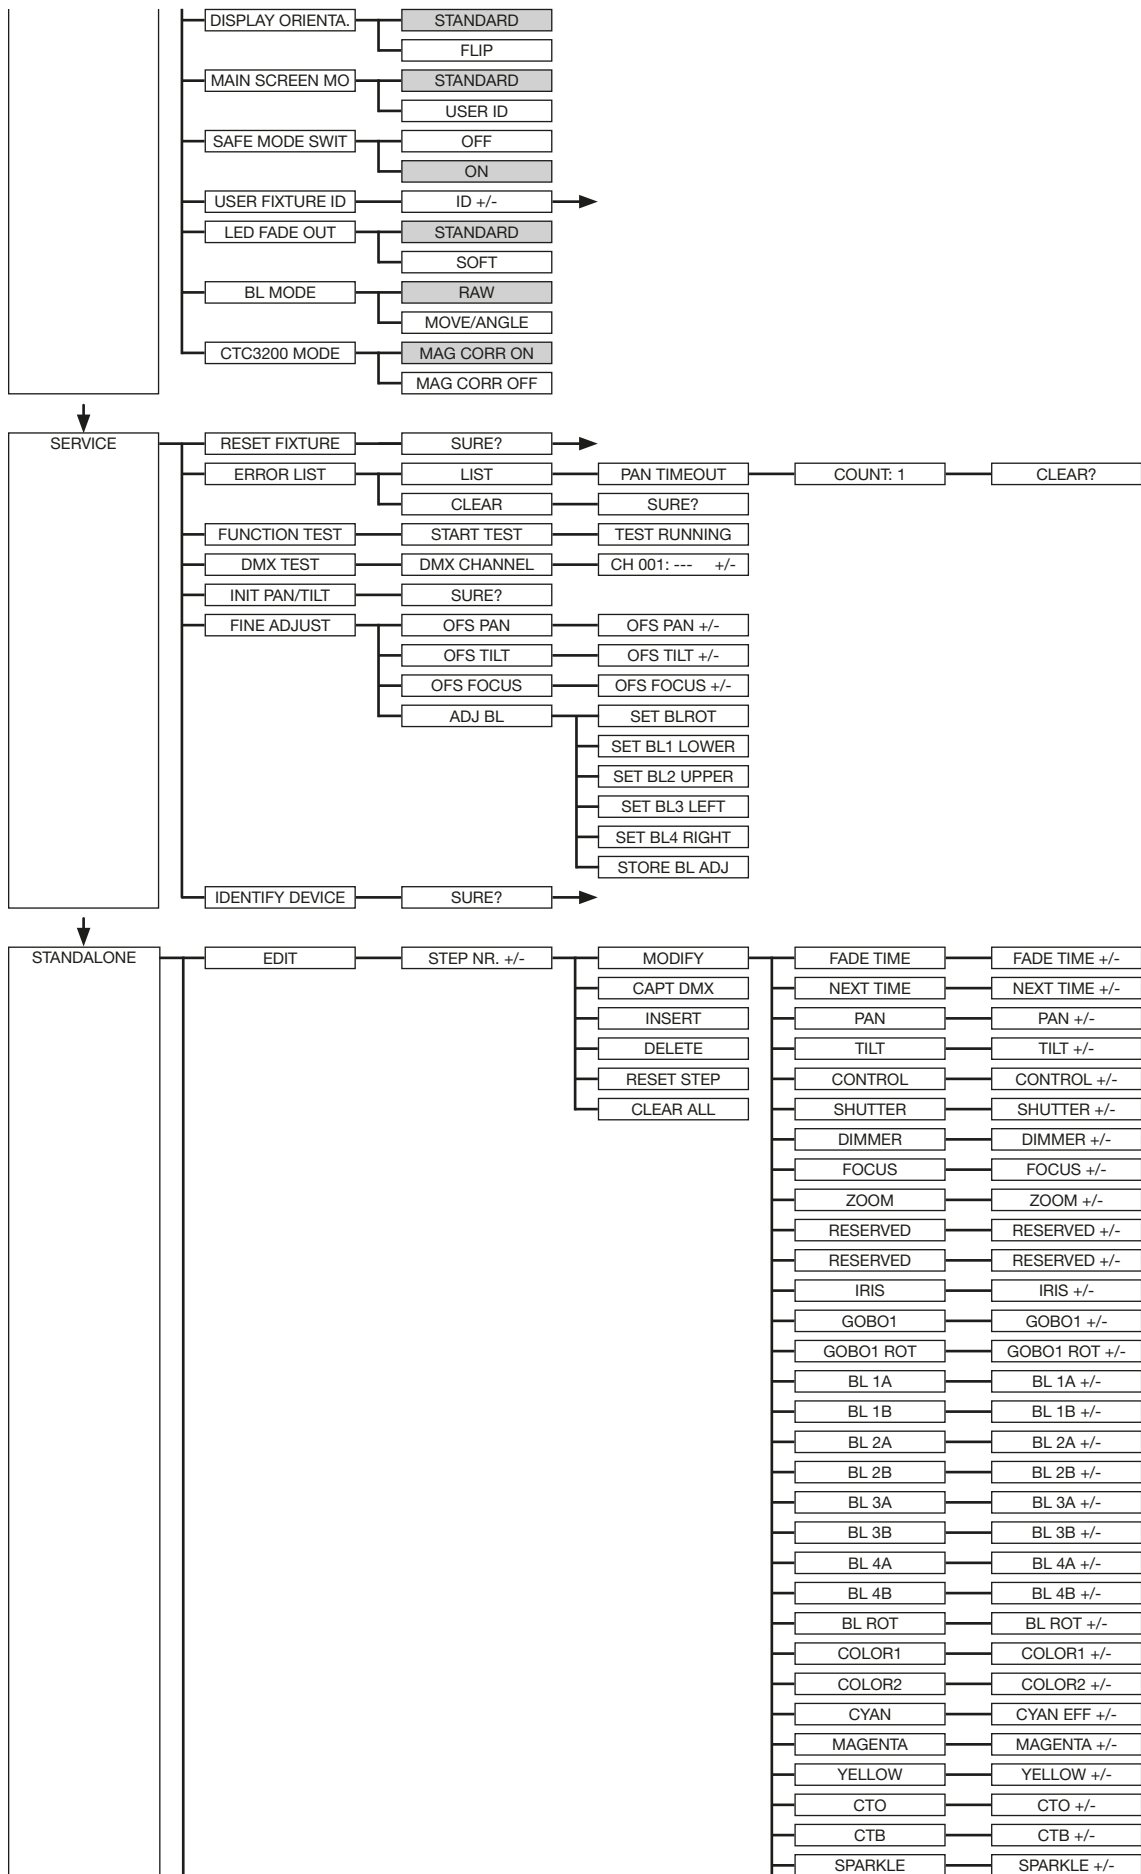 DISPLAY ORIENTA. STANDARD
FLIP
MAIN SCREEN MO STANDARD
USER ID
SAFE MODE SWIT OFF
ON
USER FIXTURE ID ID +/-
LED FADE OUT STANDARD
SOFT
BL MODE RAW
MOVE/ANGLE
CTC3200 MODE MAG CORR ON
MAG CORR OFF
SERVICE RESET FIXTURE SURE?
ERROR LIST LIST PAN TIMEOUT COUNT: 1 CLEAR?
CLEAR SURE?
FUNCTION TEST START TEST TEST RUNNING
DMX TEST DMX CHANNEL CH 001: --- +/-
INIT PAN/TILT SURE?
FINE ADJUST OFS PAN OFS PAN +/-
OFS TILT OFS TILT +/-
OFS FOCUS OFS FOCUS +/-
ADJ BL SET BLROT
SET BL1 LOWER
SET BL2 UPPER
SET BL3 LEFT
SET BL4 RIGHT
STORE BL ADJ
IDENTIFY DEVICE SURE?
STANDALONE EDIT STEP NR. +/- MODIFY FADE TIME FADE TIME +/-
CAPT DMX NEXT TIME NEXT TIME +/-
INSERT PAN PAN +/-
DELETE TILT TILT +/-
RESET STEP CONTROL CONTROL +/-
CLEAR ALL SHUTTER SHUTTER +/-
DIMMER DIMMER +/-
FOCUS FOCUS +/-
ZOOM ZOOM +/-
RESERVED RESERVED +/-
RESERVED RESERVED +/-
IRIS IRIS +/-
GOBO1 GOBO1 +/-
GOBO1 ROT GOBO1 ROT +/-
BL 1A BL 1A +/-
BL 1B BL 1B +/-
BL 2A BL 2A +/-
BL 2B BL 2B +/-
BL 3A BL 3A +/-
BL 3B BL 3B +/-
BL 4A BL 4A +/-
BL 4B BL 4B +/-
BL ROT BL ROT +/-
COLOR1 COLOR1 +/-
COLOR2 COLOR2 +/-
CYAN CYAN EFF +/-
MAGENTA MAGENTA +/-
YELLOW YELLOW +/-
CTO CTO +/-
CTB CTB +/-
SPARKLE SPARKLE +/-